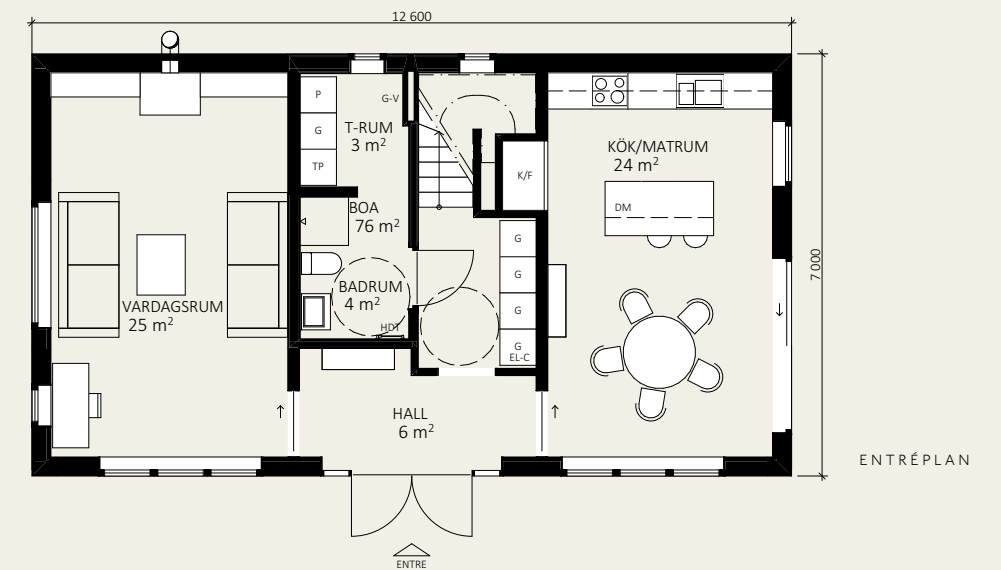 12 600
P
G-V
G
T-RUM
3 m²
TP
KÖK/MATRUM
24 m²
K/F
DM
BOA
76 m²
G
G
7 000
BADRUM
4 m²
VARDAGSRUM
25 m²
G
HDT
G
EL-C
HALL
6 m²
ENTRÉPLAN
ENTRE